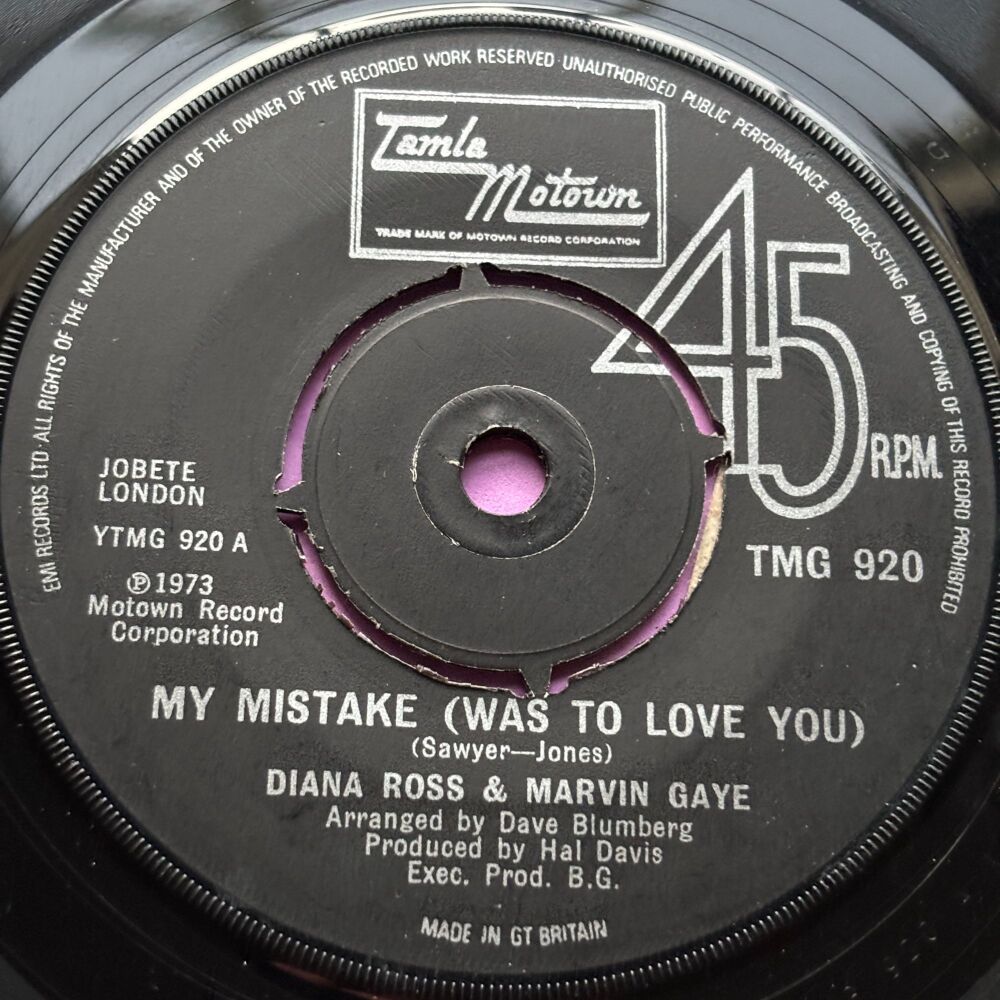 EMI RECORDS LTD·ALL RIGHTS OF THE MANUFACTURER AND OF THE OWNER OF THE RECORDED WORK RESERVED·UNAUTHORISED PUBLIC PERFORMANCE BROADCASTING AND COPYING OF THIS RECORD PROHIBITED
Tamla
Motown
TRADE MARK OF MOTOWN RECORD CORPORATION
45
R.P.M.
JOBETE
LONDON
YTMG 920 A
℗1973
Motown Record
Corporation
TMG 920
MY MISTAKE (WAS TO LOVE YOU)
(Sawyer—Jones)
DIANA ROSS & MARVIN GAYE
Arranged by Dave Blumberg
Produced by Hal Davis
Exec. Prod. B.G.
MADE IN GT BRITAIN